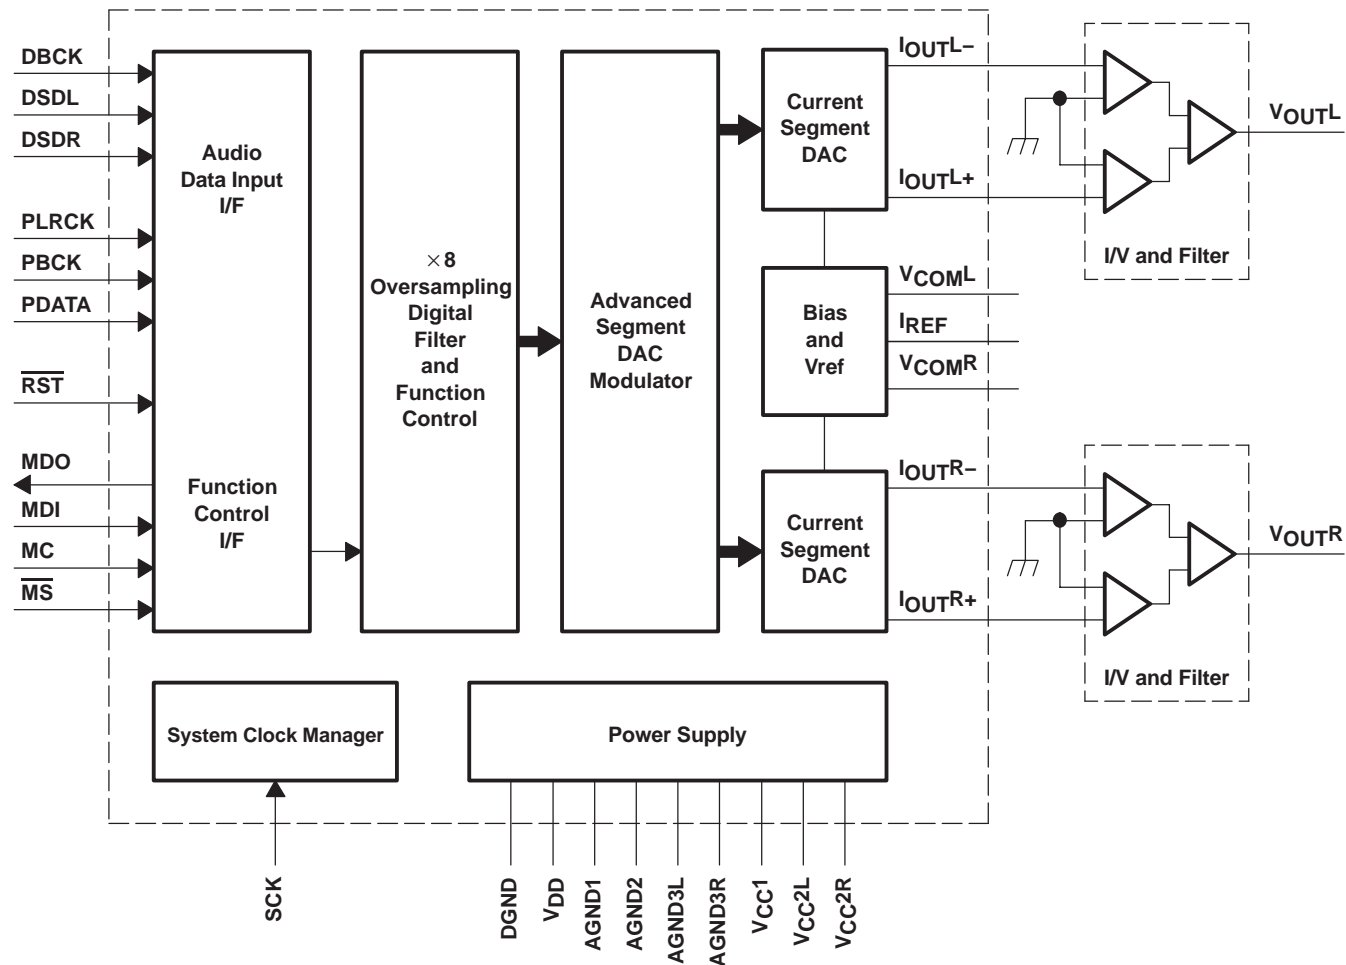 DBCK
DSDL
DSDR
PLRCK
PBCK
PDATA
RST
MDO
MDI
MC
MS
Audio
Data Input
I/F
Function
Control
I/F
×8
Oversampling
Digital
Filter
and
Function
Control
Advanced
Segment
DAC
Modulator
Current
Segment
DAC
Bias
and
Vref
Current
Segment
DAC
IOUTL–
IOUTL+
VCOML
IREF
VCOMR
IOUTR–
IOUTR+
I/V and Filter
VOUTL
I/V and Filter
VOUTR
System Clock Manager
Power Supply
SCK
DGND
VDD
AGND1
AGND2
AGND3L
AGND3R
VCC1
VCC2L
VCC2R